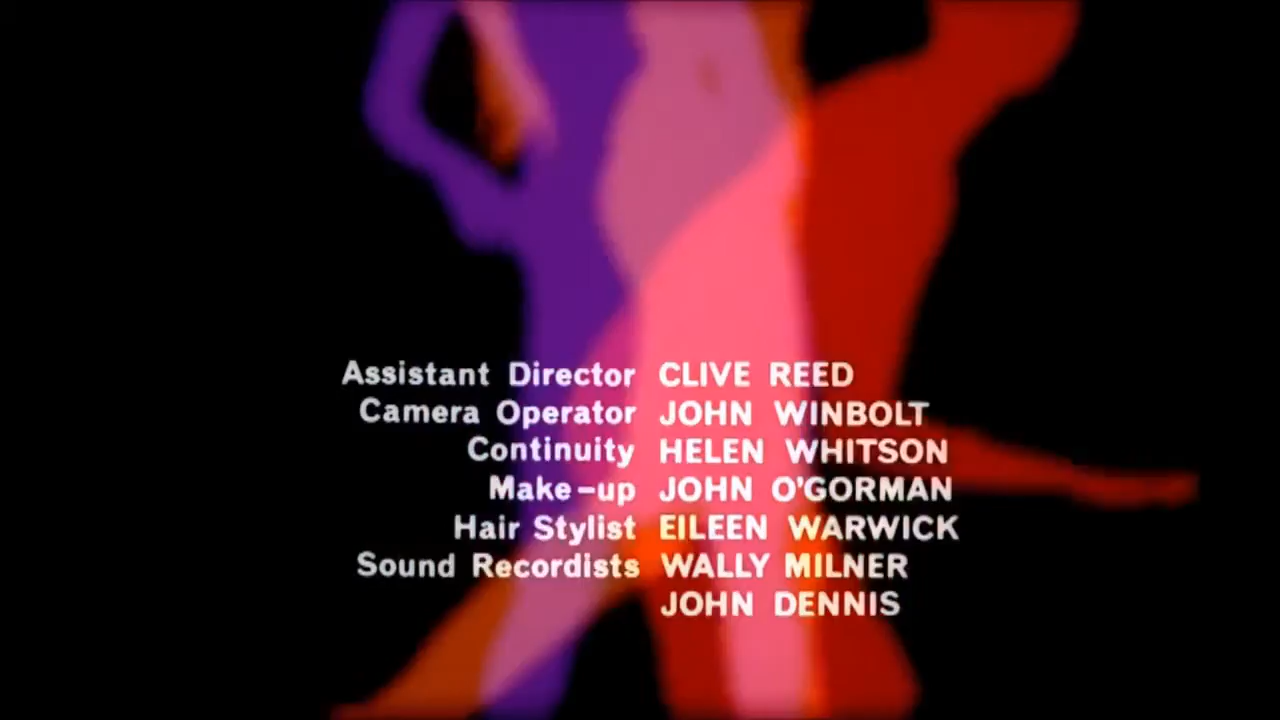 Assistant Director CLIVE REED
Camera Operator JOHN WINBOLT
Continuity HELEN WHITSON
Make-up JOHN O'GORMAN
Hair Stylist EILEEN WARWICK
Sound Recordists WALLY MILNER
JOHN DENNIS